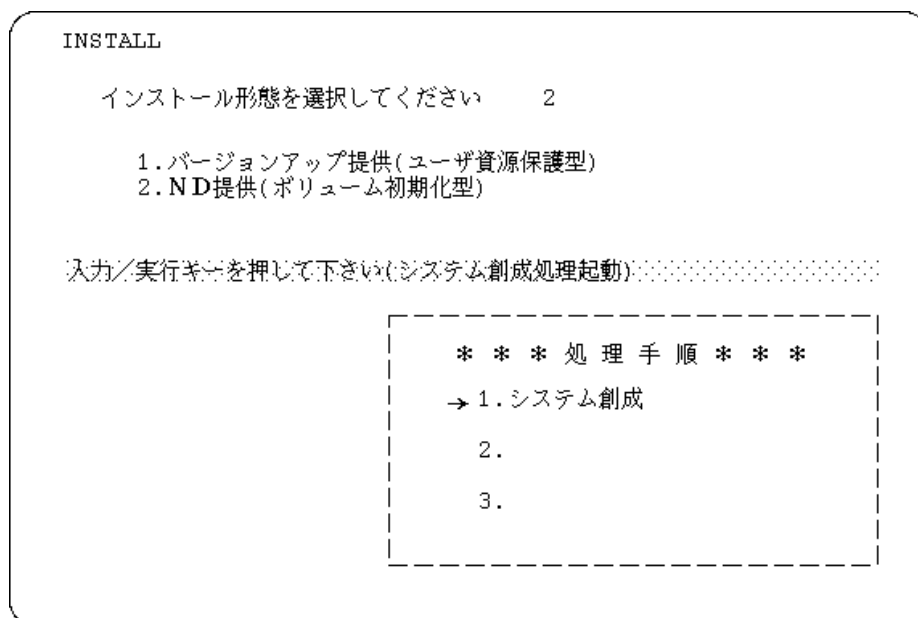 INSTALL
インストール形態を選択してください 2
1.バージョンアップ提供(ユーザ資源保護型)
2.ND提供(ボリューム初期化型)
入力／実行キーを押して下さい(システム創成処理起動)
＊ ＊ ＊ 処 理 手 順 ＊ ＊ ＊
→ 1.システム創成
2.
3.